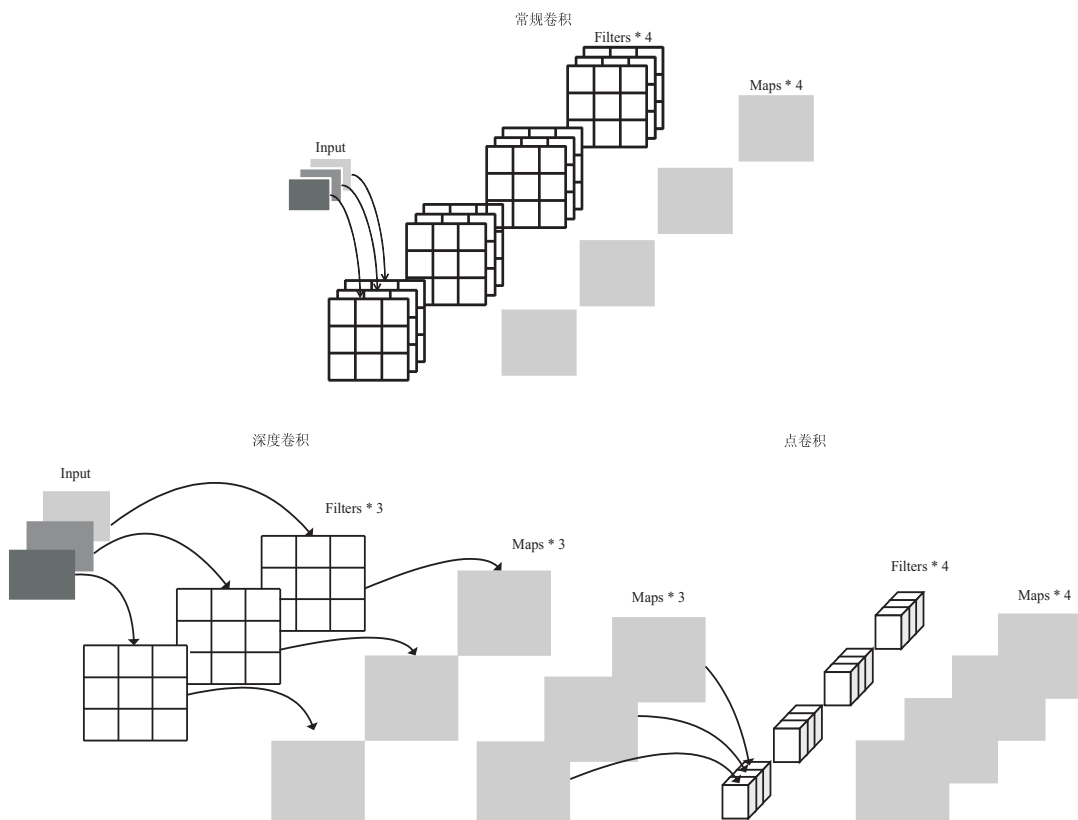 常规卷积
Filters * 4
Maps * 4
Input
深度卷积
点卷积
Input
Filters * 3
Maps * 3
Filters * 4
Maps * 3
Maps * 4